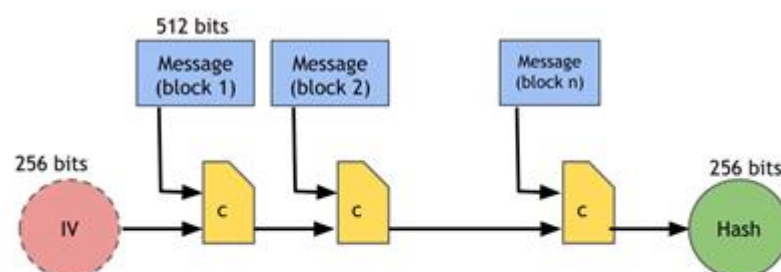 512 bits
Message
(block 1)
Message
(block 2)
Message
(block n)
256 bits
256 bits
IV
c
c
c
Hash